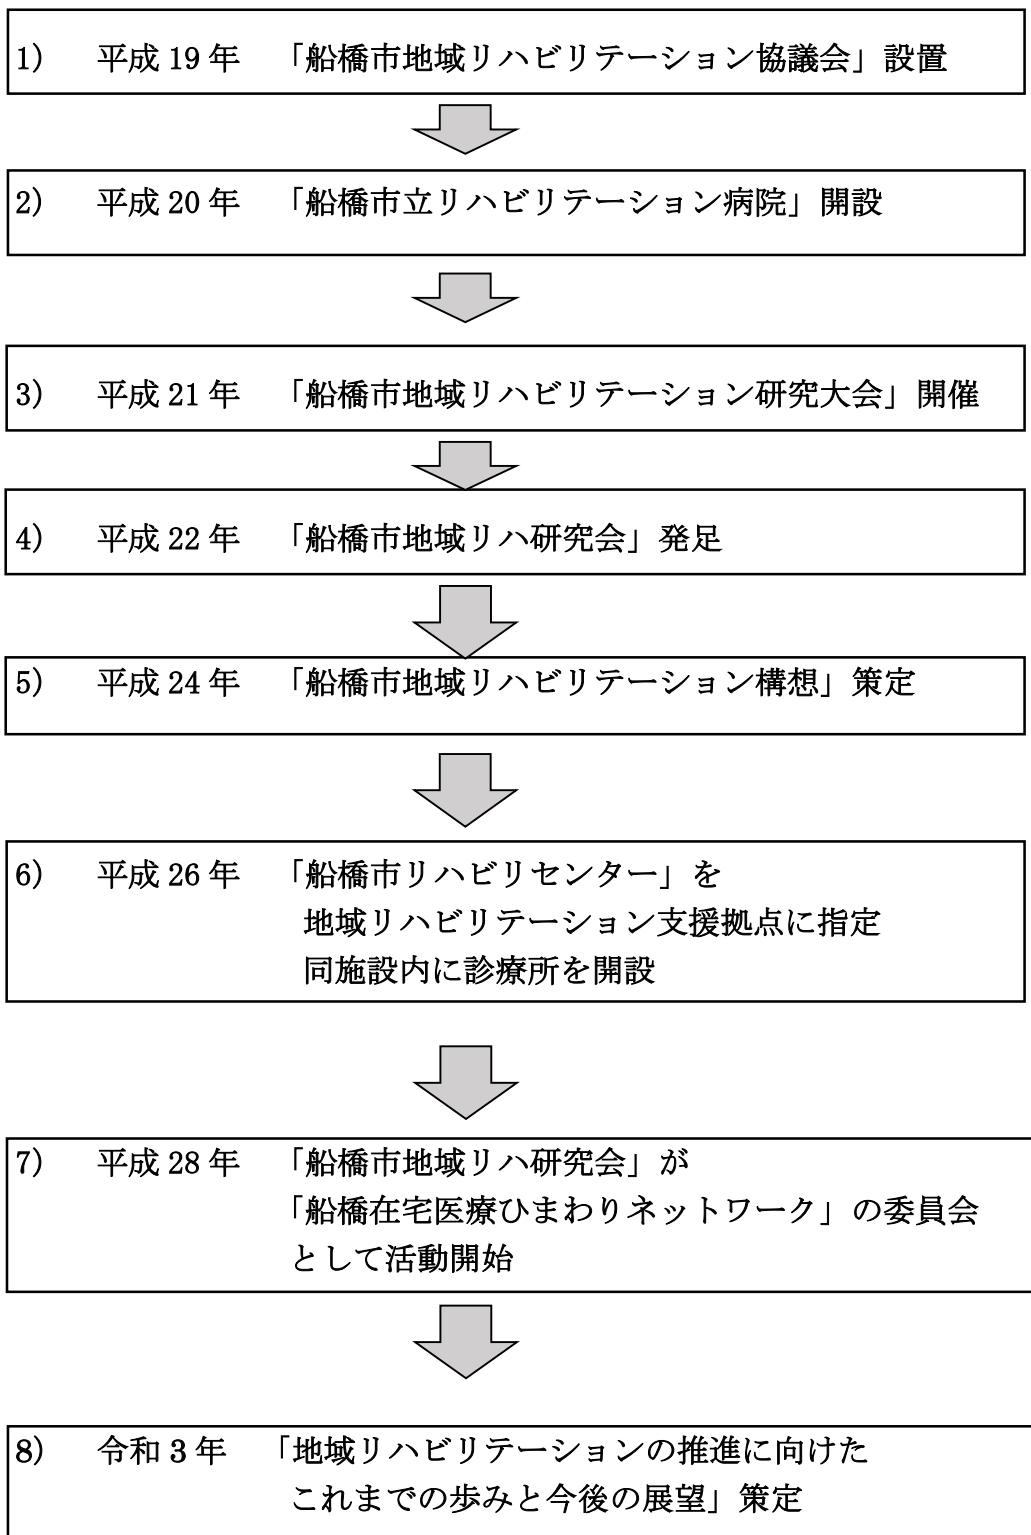 1)　平成 19 年　「船橋市地域リハビリテーション協議会」設置
2)　平成 20 年　「船橋市立リハビリテーション病院」開設
3)　平成 21 年　「船橋市地域リハビリテーション研究大会」開催
4)　平成 22 年　「船橋市地域リハ研究会」発足
5)　平成 24 年　「船橋市地域リハビリテーション構想」策定
6)　平成 26 年　「船橋市リハビリセンター」を
地域リハビリテーション支援拠点に指定
同施設内に診療所を開設
7)　平成 28 年　「船橋市地域リハ研究会」が
「船橋在宅医療ひまわりネットワーク」の委員会
として活動開始
8)　令和 3 年　「地域リハビリテーションの推進に向けた
これまでの歩みと今後の展望」策定